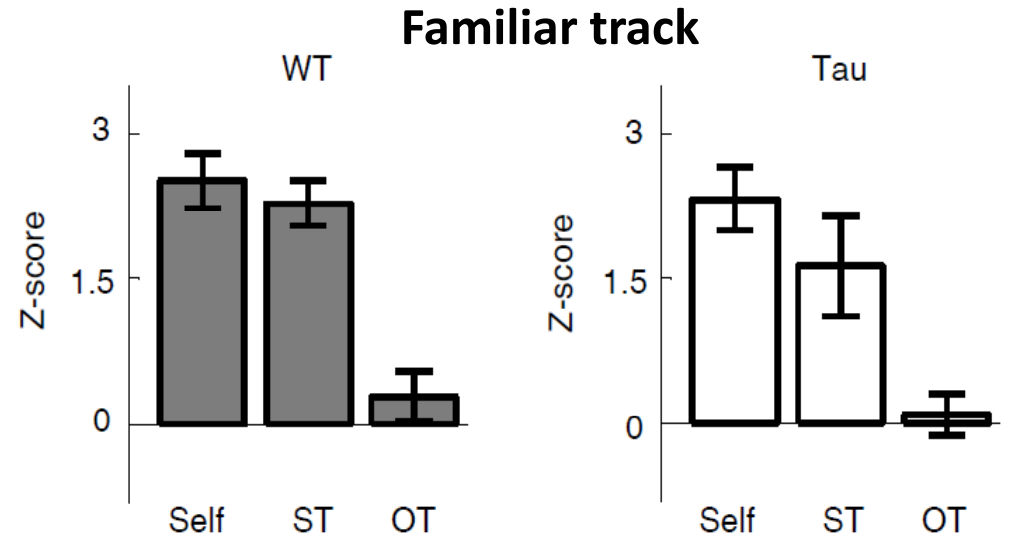 Familiar track
WT
Z-score
3
1.5
0
Self ST OT
Tau
Z-score
3
1.5
0
Self ST OT